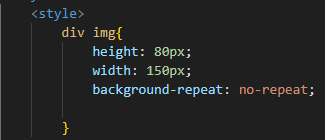 <style>
div img{
height: 80px;
width: 150px;
background-repeat: no-repeat;
}